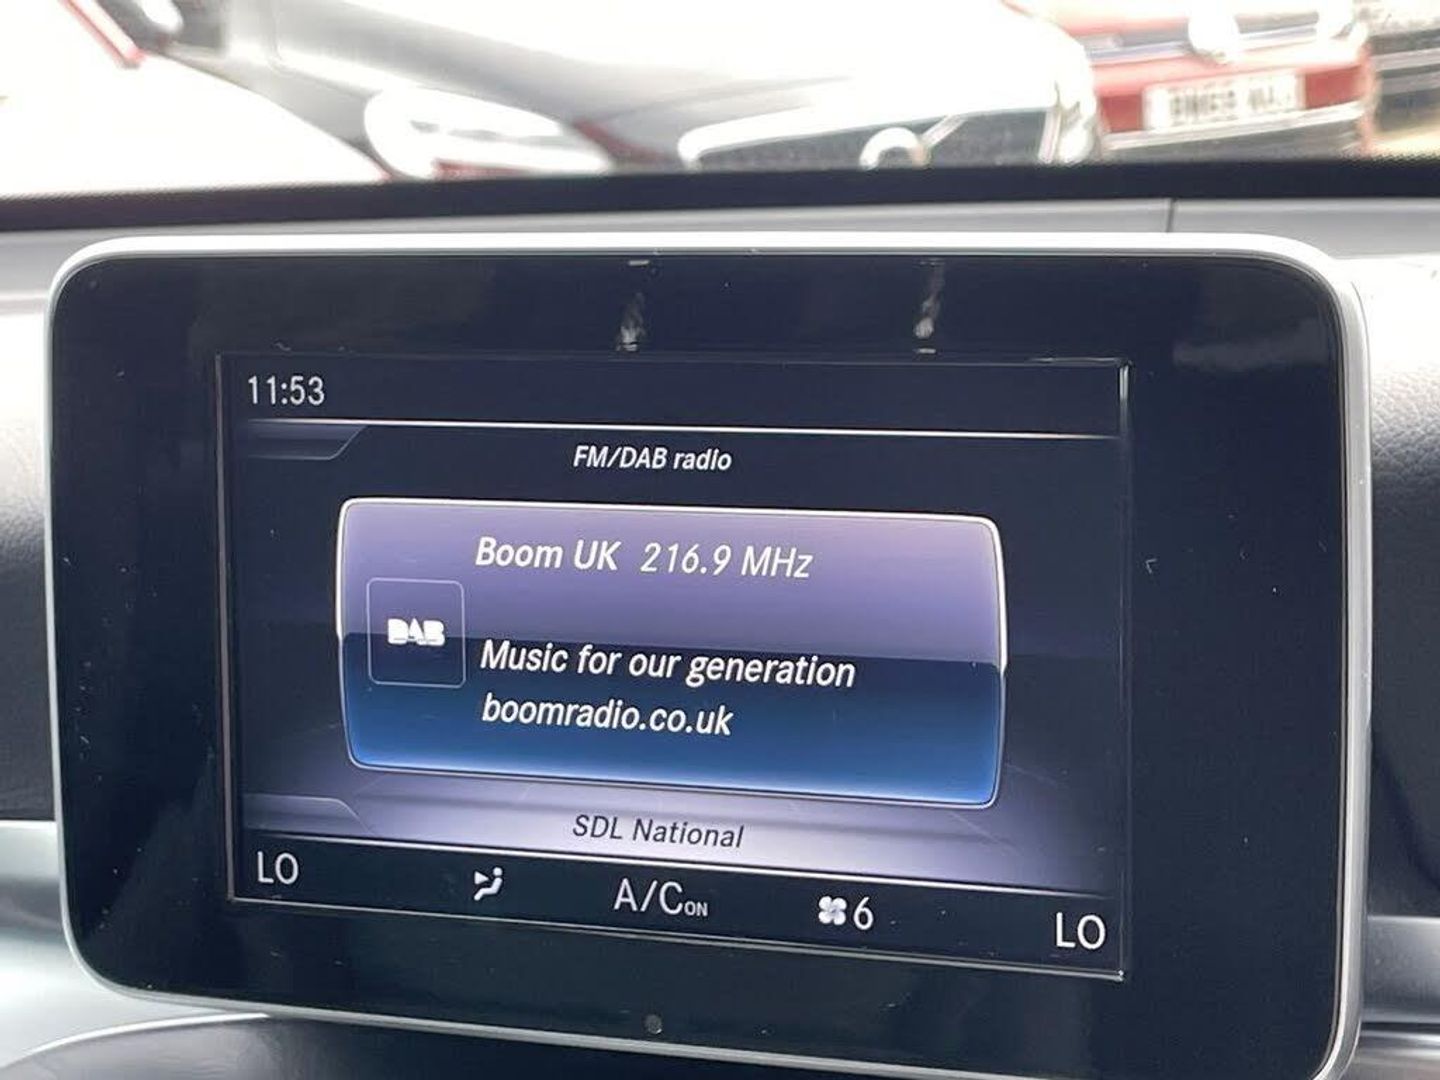 11:53
FM/DAB radio
Boom UK 216.9 MHz
DAB
Music for our generation
boomradio.co.uk
SDL National
LO
A/C ON
6
LO